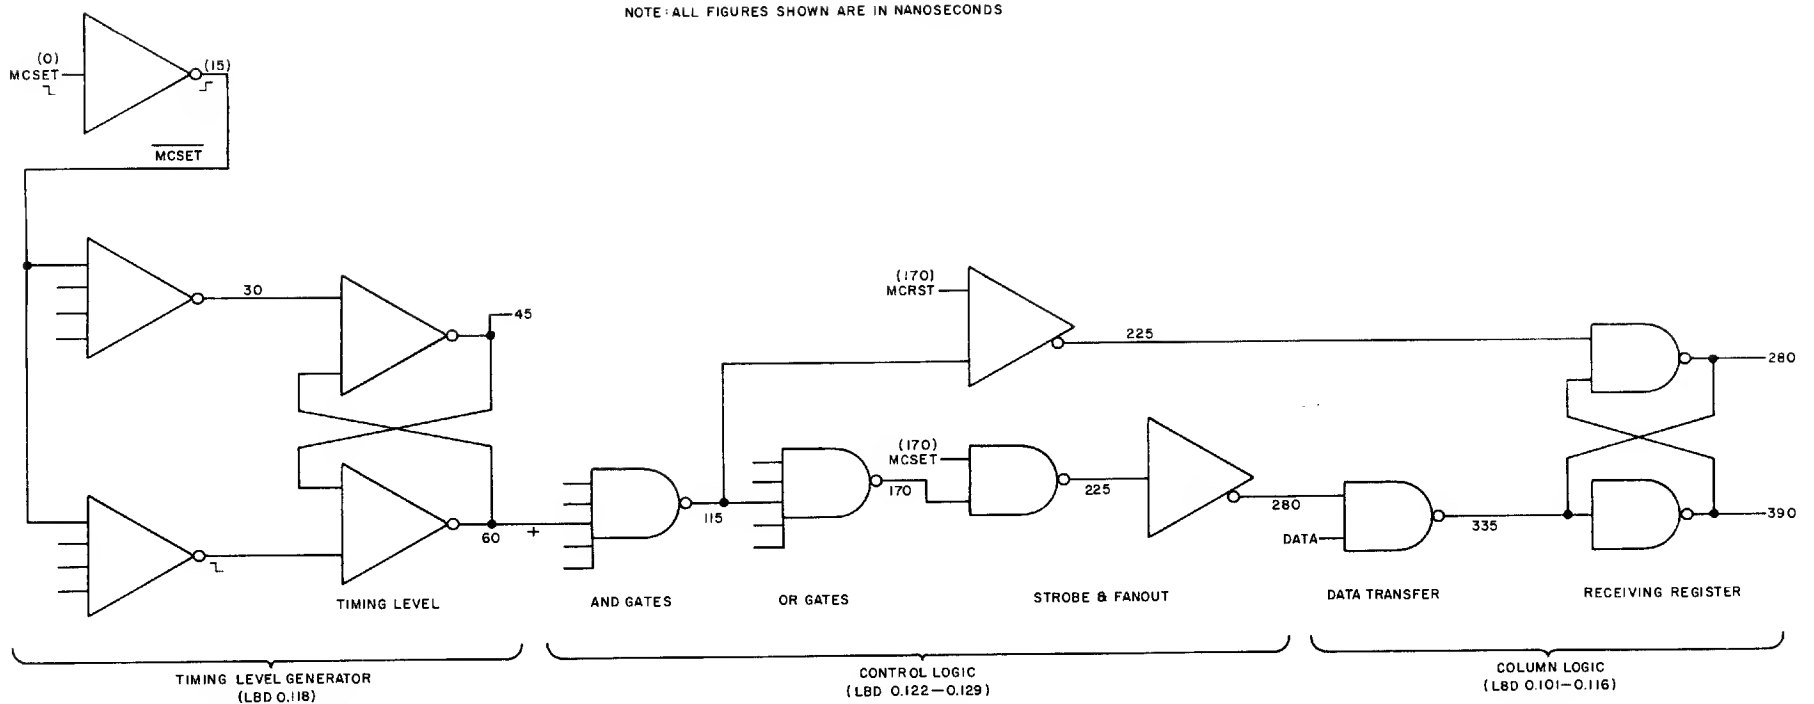 NOTE: ALL FIGURES SHOWN ARE IN NANOSECONDS
(0)
MCSET
(15)
MCSET
30
45
60
+
TIMING LEVEL
115
170
(170)
MCRST
(170)
MCSET
225
225
280
DATA
335
280
390
AND GATES
OR GATES
STROBE & FANOUT
DATA TRANSFER
RECEIVING REGISTER
TIMING LEVEL GENERATOR
(LBD 0.118)
CONTROL LOGIC
(LBD 0.122–0.129)
COLUMN LOGIC
(LBD 0.101–0.116)